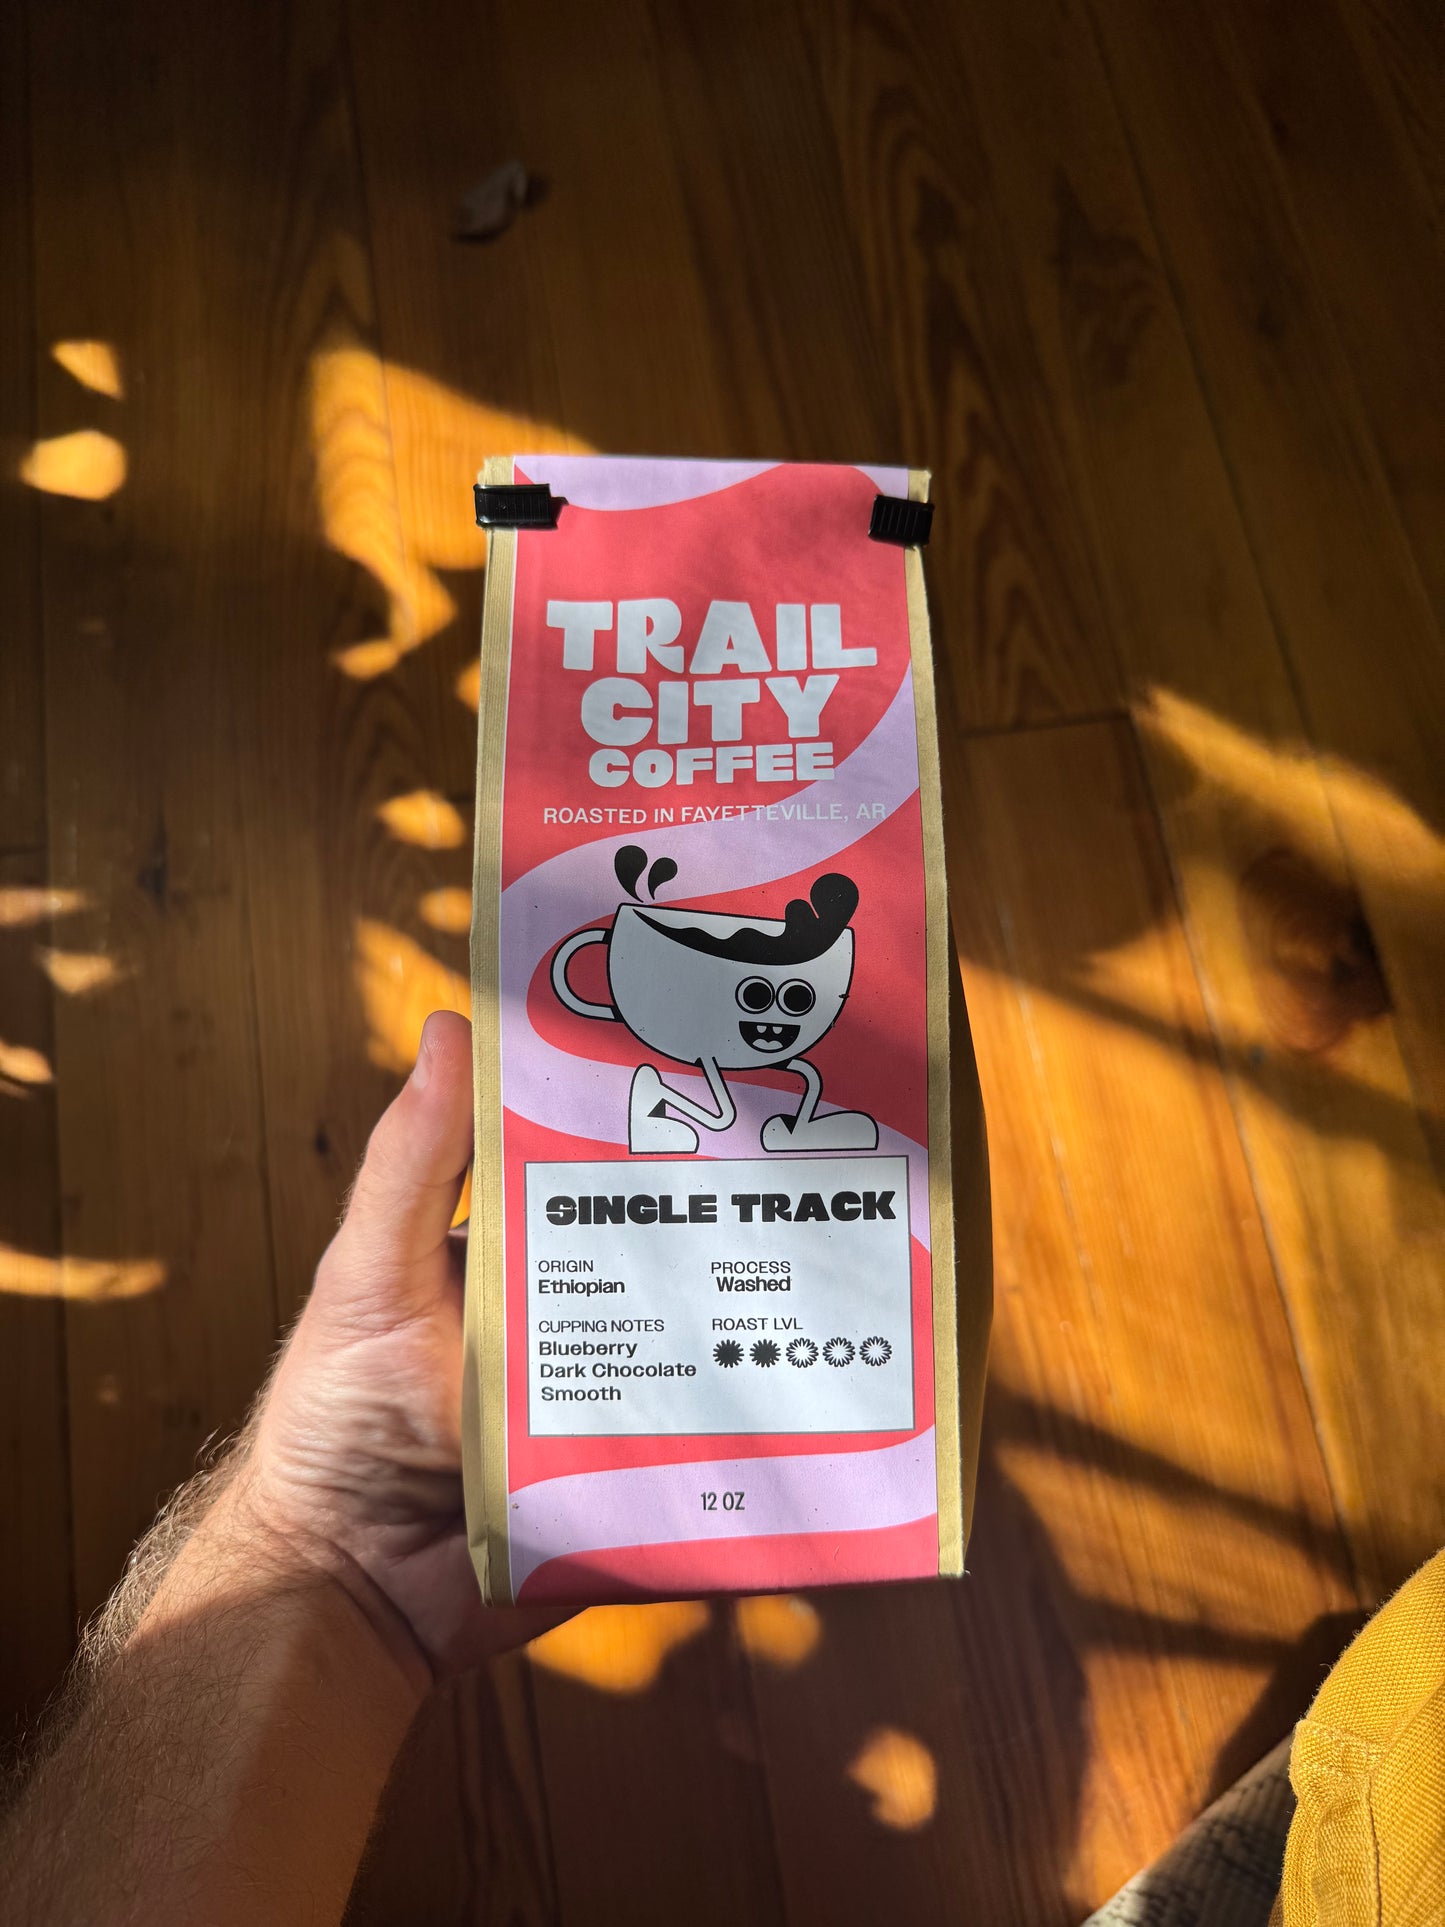 TRAIL
CITY
COFFEE
ROASTED IN FAYETTEVILLE, AR
SINGLE TRACK
ORIGIN
Ethiopian
PROCESS
Washed
CUPPING NOTES
Blueberry
Dark Chocolate
Smooth
ROAST LVL
12 OZ